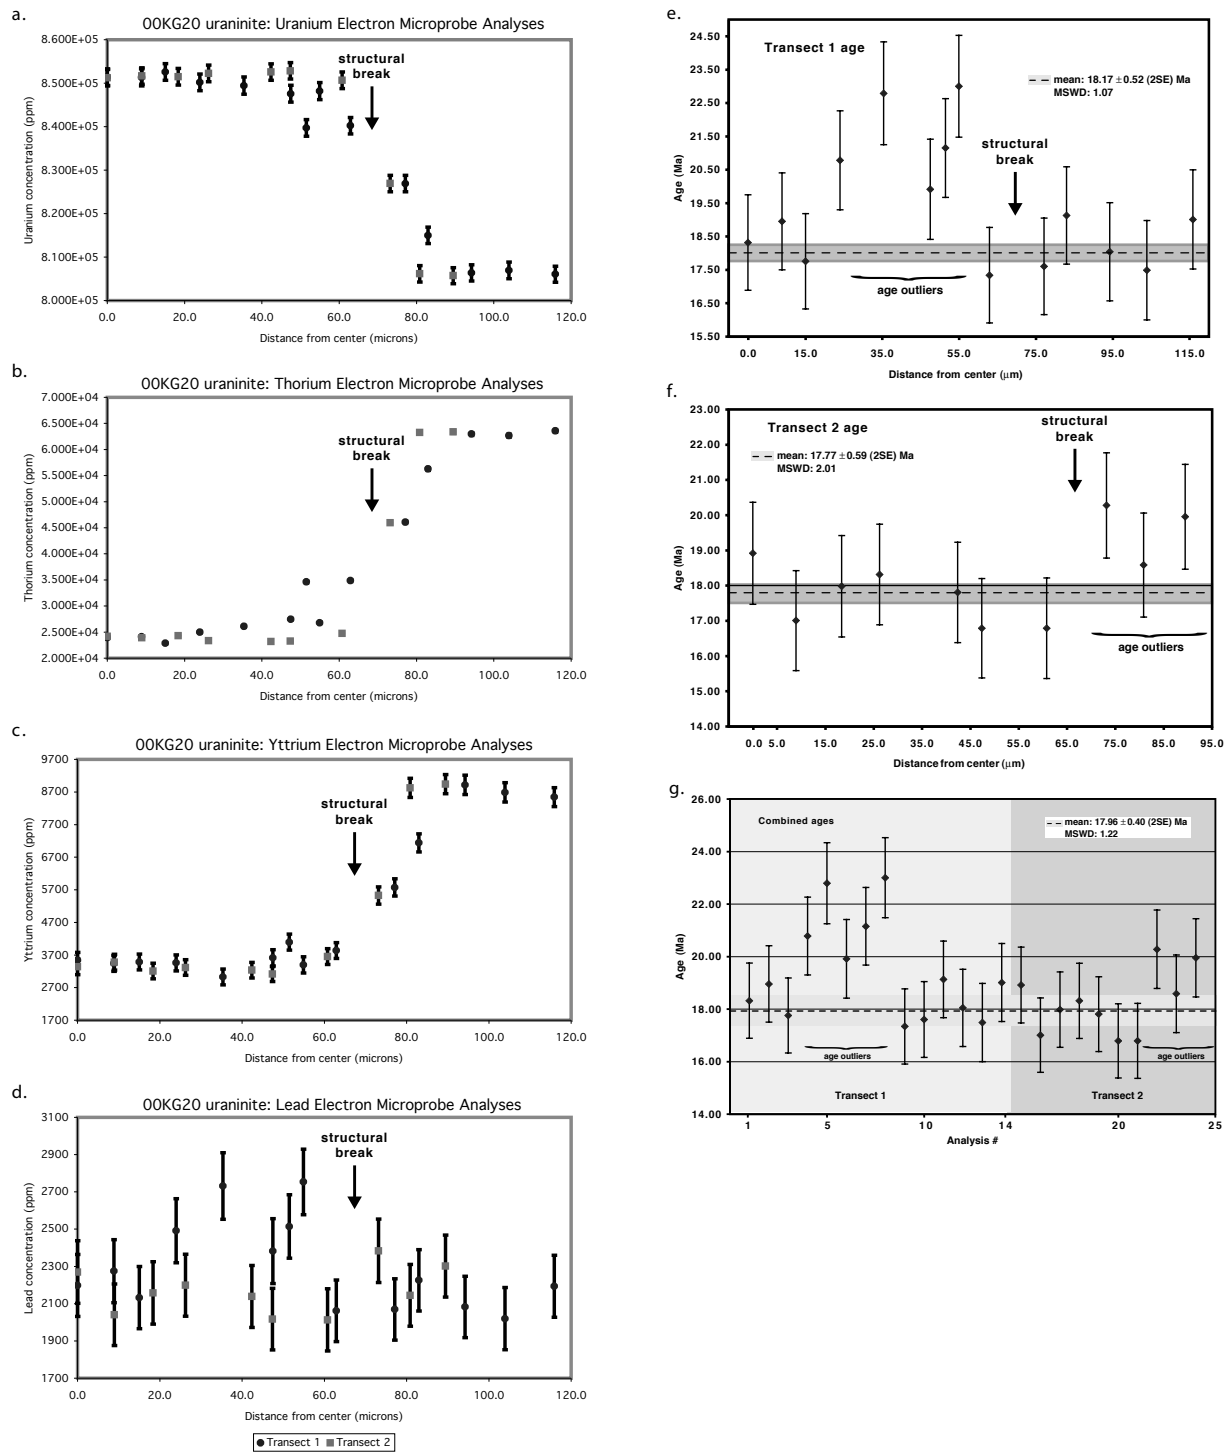 a.
00KG20 uraninite: Uranium Electron Microprobe Analyses
8.600E+05
8.500E+05
8.400E+05
8.300E+05
8.200E+05
8.100E+05
8.000E+05
Uranium concentration (ppm)
structural
break
0.0 20.0 40.0 60.0 80.0 100.0 120.0
Distance from center (microns)
b.
00KG20 uraninite: Thorium Electron Microprobe Analyses
7.000E+04
6.500E+04
6.000E+04
5.500E+04
5.000E+04
4.500E+04
4.000E+04
3.500E+04
3.000E+04
2.500E+04
2.000E+04
Thorium concentration (ppm)
structural
break
0.0 20.0 40.0 60.0 80.0 100.0 120.0
Distance from center (microns)
c.
00KG20 uraninite: Yttrium Electron Microprobe Analyses
9700
8700
7700
6700
5700
4700
3700
2700
1700
Yttrium concentration (ppm)
structural
break
0.0 20.0 40.0 60.0 80.0 100.0 120.0
Distance from center (microns)
d.
00KG20 uraninite: Lead Electron Microprobe Analyses
3100
2900
2700
2500
2300
2100
1900
1700
Lead concentration (ppm)
structural
break
0.0 20.0 40.0 60.0 80.0 100.0 120.0
Distance from center (microns)
Transect 1 Transect 2
e.
24.50
23.50
22.50
21.50
20.50
19.50
18.50
17.50
16.50
15.50
Age (Ma)
Transect 1 age
mean: 18.17 ±0.52 (2SE) Ma
MSWD: 1.07
structural
break
age outliers
0.0 15.0 35.0 55.0 75.0 95.0 115.0
Distance from center (μm)
f.
23.00
22.00
21.00
20.00
19.00
18.00
17.00
16.00
15.00
14.00
Age (Ma)
Transect 2 age
mean: 17.77 ±0.59 (2SE) Ma
MSWD: 2.01
structural
break
age outliers
0.0 5.0 15.0 25.0 35.0 45.0 55.0 65.0 75.0 85.0 95.0
Distance from center (μm)
g.
26.00
24.00
22.00
20.00
18.00
16.00
14.00
Age (Ma)
Combined ages
mean: 17.96 ±0.40 (2SE) Ma
MSWD: 1.22
age outliers
age outliers
Transect 1
Transect 2
1 5 10 14 20 25
Analysis #